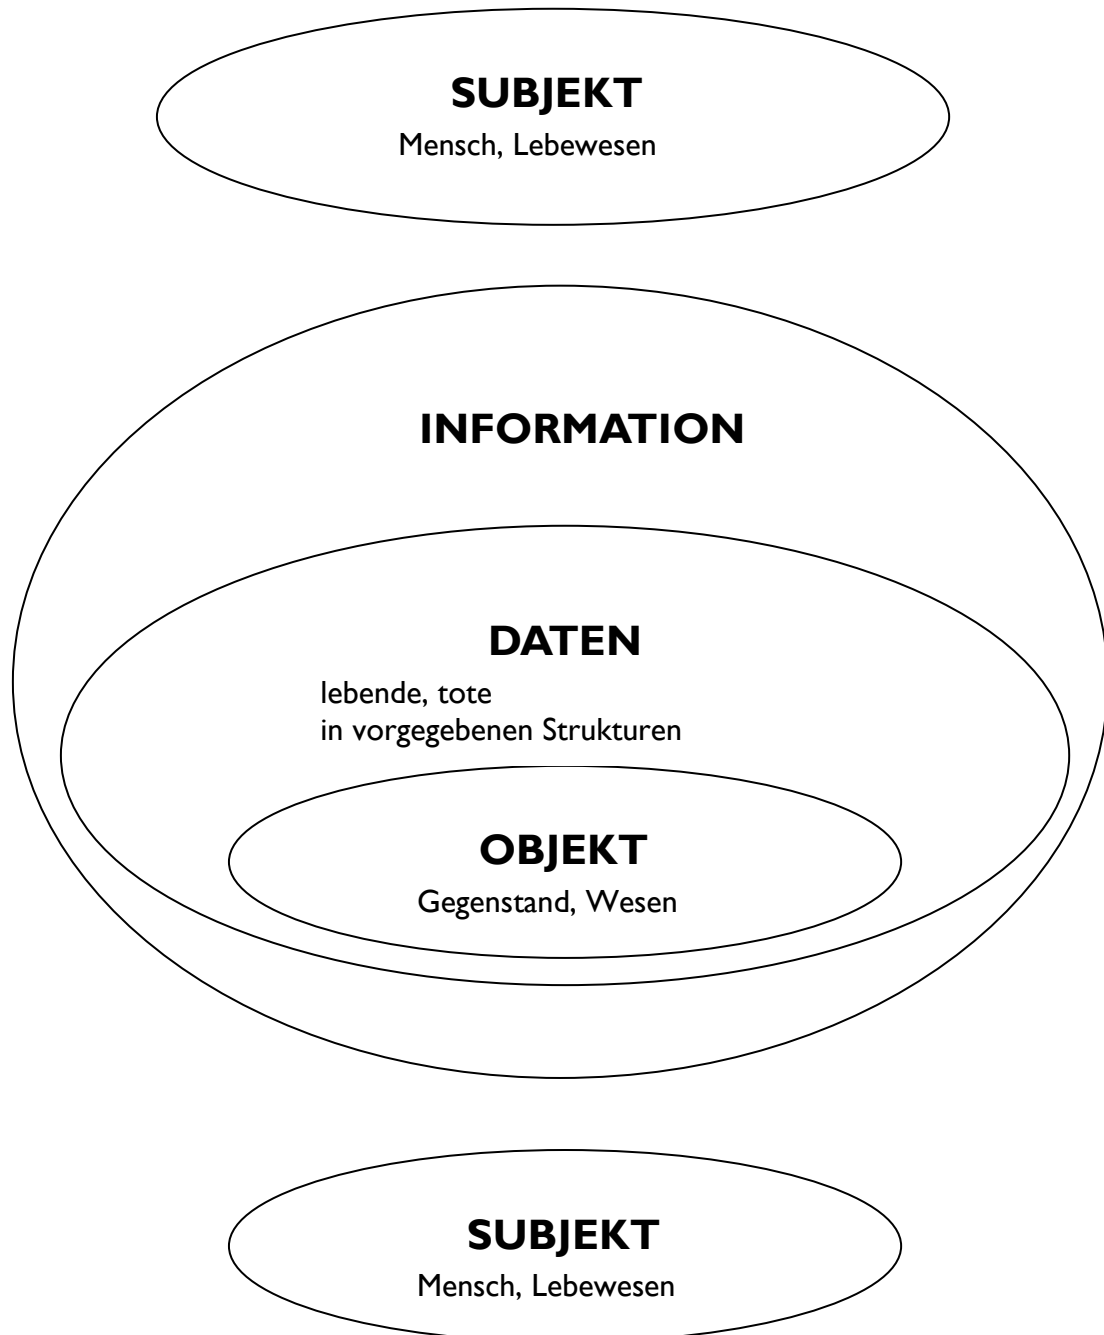 SUBJEKT
Mensch, Lebewesen
INFORMATION
DATEN
lebende, tote
in vorgegebenen Strukturen
OBJEKT
Gegenstand, Wesen
SUBJEKT
Mensch, Lebewesen